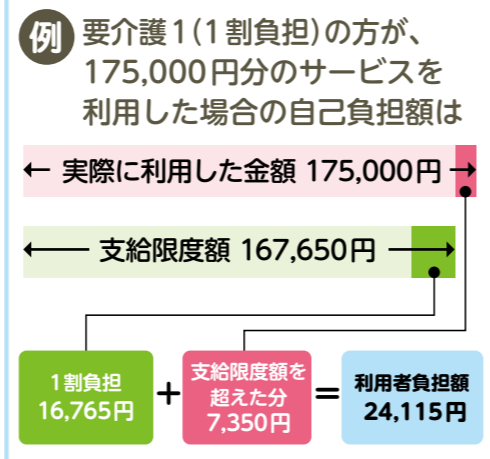 例 要介護1(1割負担)の方が、
175,000円分のサービスを
利用した場合の自己負担額は
← 実際に利用した金額 175,000円 →
← 支給限度額 167,650円 →
1割負担
16,765円
+
支給限度額を
超えた分
7,350円
=
利用者負担額
24,115円